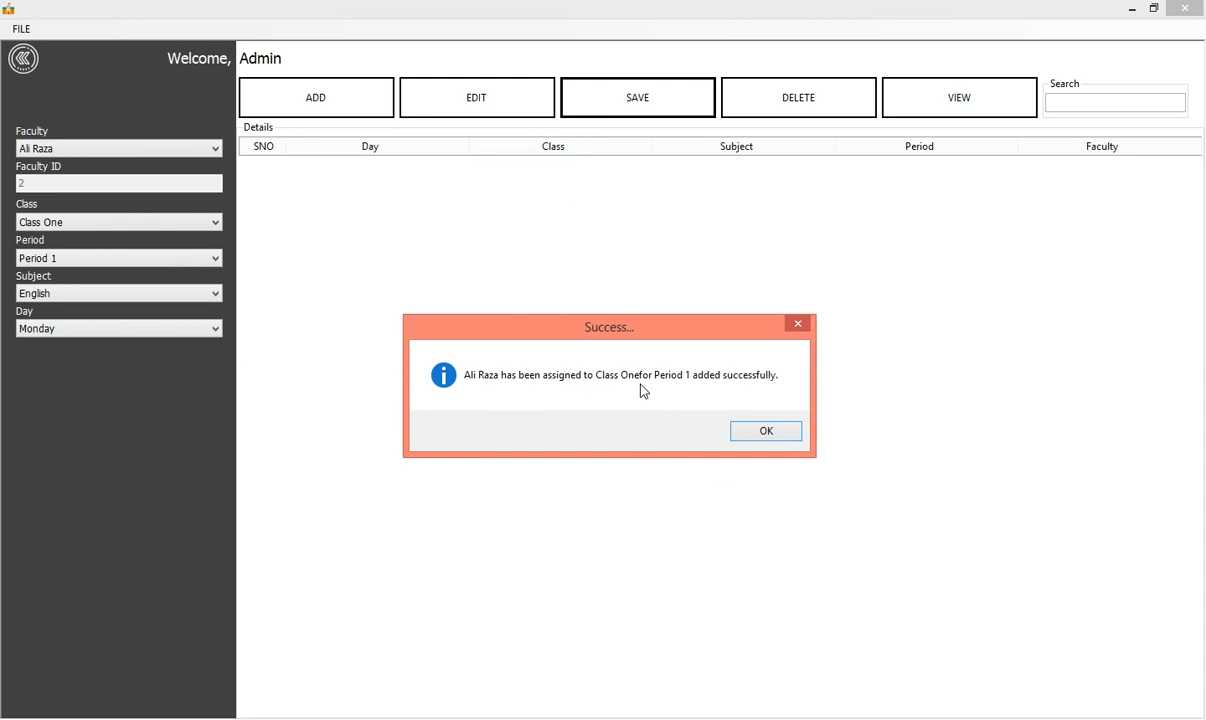 FILE
Welcome, Admin
ADD EDIT SAVE DELETE VIEW
Search
Details
SNO Day Class Subject Period Faculty
Faculty
Ali Raza
Faculty ID
2
Class
Class One
Period
Period 1
Subject
English
Day
Monday
Success...
Ali Raza has been assigned to Class Onefor Period 1 added successfully.
OK